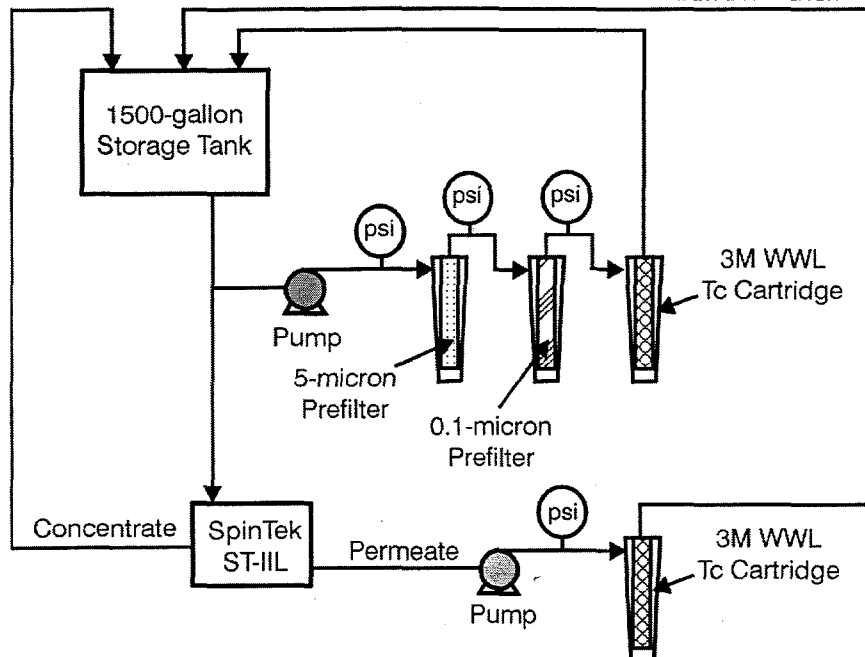 1500-gallon
Storage Tank
psi
psi
psi
3M WWL
Tc Cartridge
Pump
5-micron
Prefilter
0.1-micron
Prefilter
Concentrate
SpinTek
ST-IIL
Permeate
psi
Pump
3M WWL
Tc Cartridge